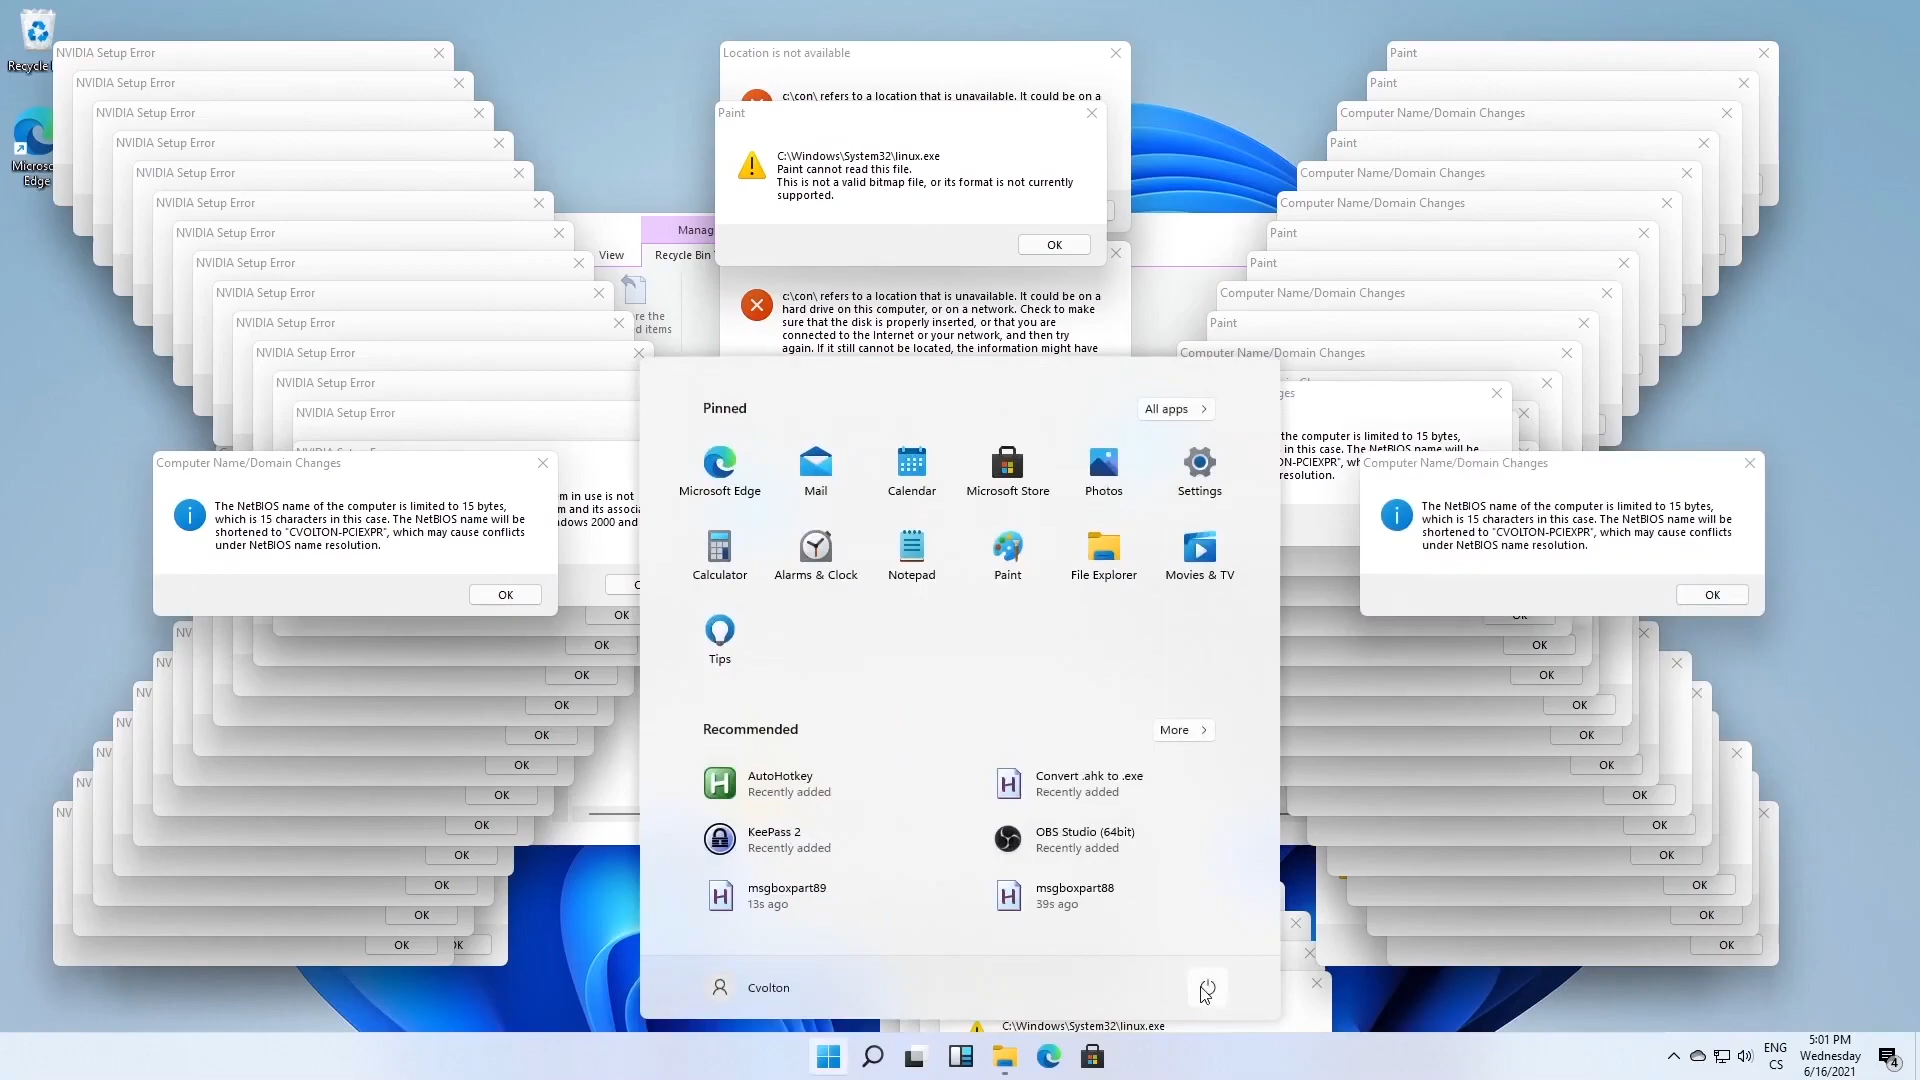 Recycle
Microso
Edge
NVIDIA Setup Error
NVIDIA Setup Error
NVIDIA Setup Error
NVIDIA Setup Error
NVIDIA Setup Error
NVIDIA Setup Error
NVIDIA Setup Error
NVIDIA Setup Error
NVIDIA Setup Error
NVIDIA Setup Error
NVIDIA Setup Error
NVIDIA Setup Error
NVIDIA Setup Error
Computer Name/Domain Changes
The NetBIOS name of the computer is limited to 15 bytes,
which is 15 characters in this case. The NetBIOS name will be
shortened to "CVOLTON-PCIEXPR", which may cause conflicts
under NetBIOS name resolution.
OK
m in use is not
m and its associa
dows 2000 and
OK
OK
OK
OK
OK
OK
OK
OK
OK
OK
OK
OK
OK
NV
NV
NV
NV
NV
NV
NV
View
Manag
Recycle Bin
re the
d items
Location is not available
c:\con\ refers to a location that is unavailable. It could be on a
Paint
C:\Windows\System32\linux.exe
Paint cannot read this file.
This is not a valid bitmap file, or its format is not currently
supported.
OK
c:\con\ refers to a location that is unavailable. It could be on a
hard drive on this computer, or on a network. Check to make
sure that the disk is properly inserted, or that you are
connected to the Internet or your network, and then try
again. If it still cannot be located, the information might have
Pinned
All apps
Microsoft Edge
Mail
Calendar
Microsoft Store
Photos
Settings
Calculator
Alarms & Clock
Notepad
Paint
File Explorer
Movies & TV
Tips
Recommended
More
AutoHotkey
Recently added
Convert .ahk to .exe
Recently added
KeePass 2
Recently added
OBS Studio (64bit)
Recently added
msgboxpart89
13s ago
msgboxpart88
39s ago
Cvolton
C:\Windows\System32\linux.exe
Paint
Paint
Computer Name/Domain Changes
Paint
Computer Name/Domain Changes
Computer Name/Domain Changes
Paint
Paint
Computer Name/Domain Changes
Paint
Computer Name/Domain Changes
ges
the computer is limited to 15 bytes,
in this case. The NetBIOS name will be
Computer Name/Domain Changes
The NetBIOS name of the computer is limited to 15 bytes,
which is 15 characters in this case. The NetBIOS name will be
shortened to "CVOLTON-PCIEXPR", which may cause conflicts
under NetBIOS name resolution.
OK
OK
OK
OK
OK
OK
OK
OK
OK
OK
OK
OK
OK
ENG
CS
5:01 PM
Wednesday
6/16/2021
4